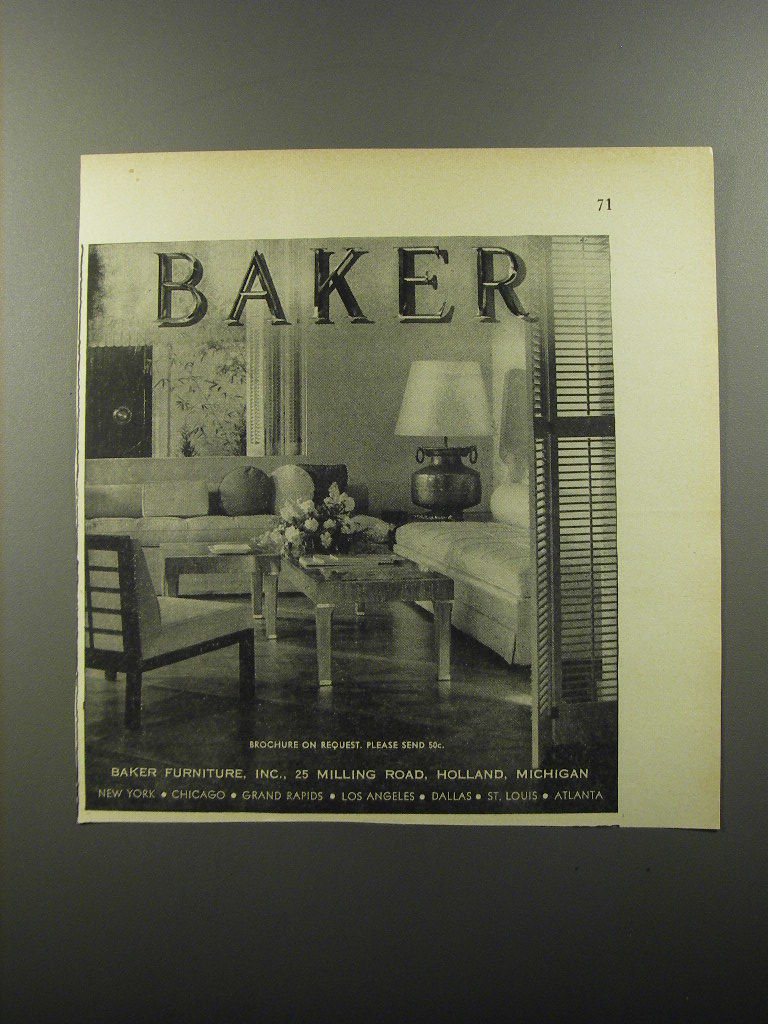 71
BAKER
BROCHURE ON REQUEST. PLEASE SEND 50c.
BAKER FURNITURE, INC., 25 MILLING ROAD, HOLLAND, MICHIGAN
NEW YORK • CHICAGO • GRAND RAPIDS • LOS ANGELES • DALLAS • ST. LOUIS • ATLANTA